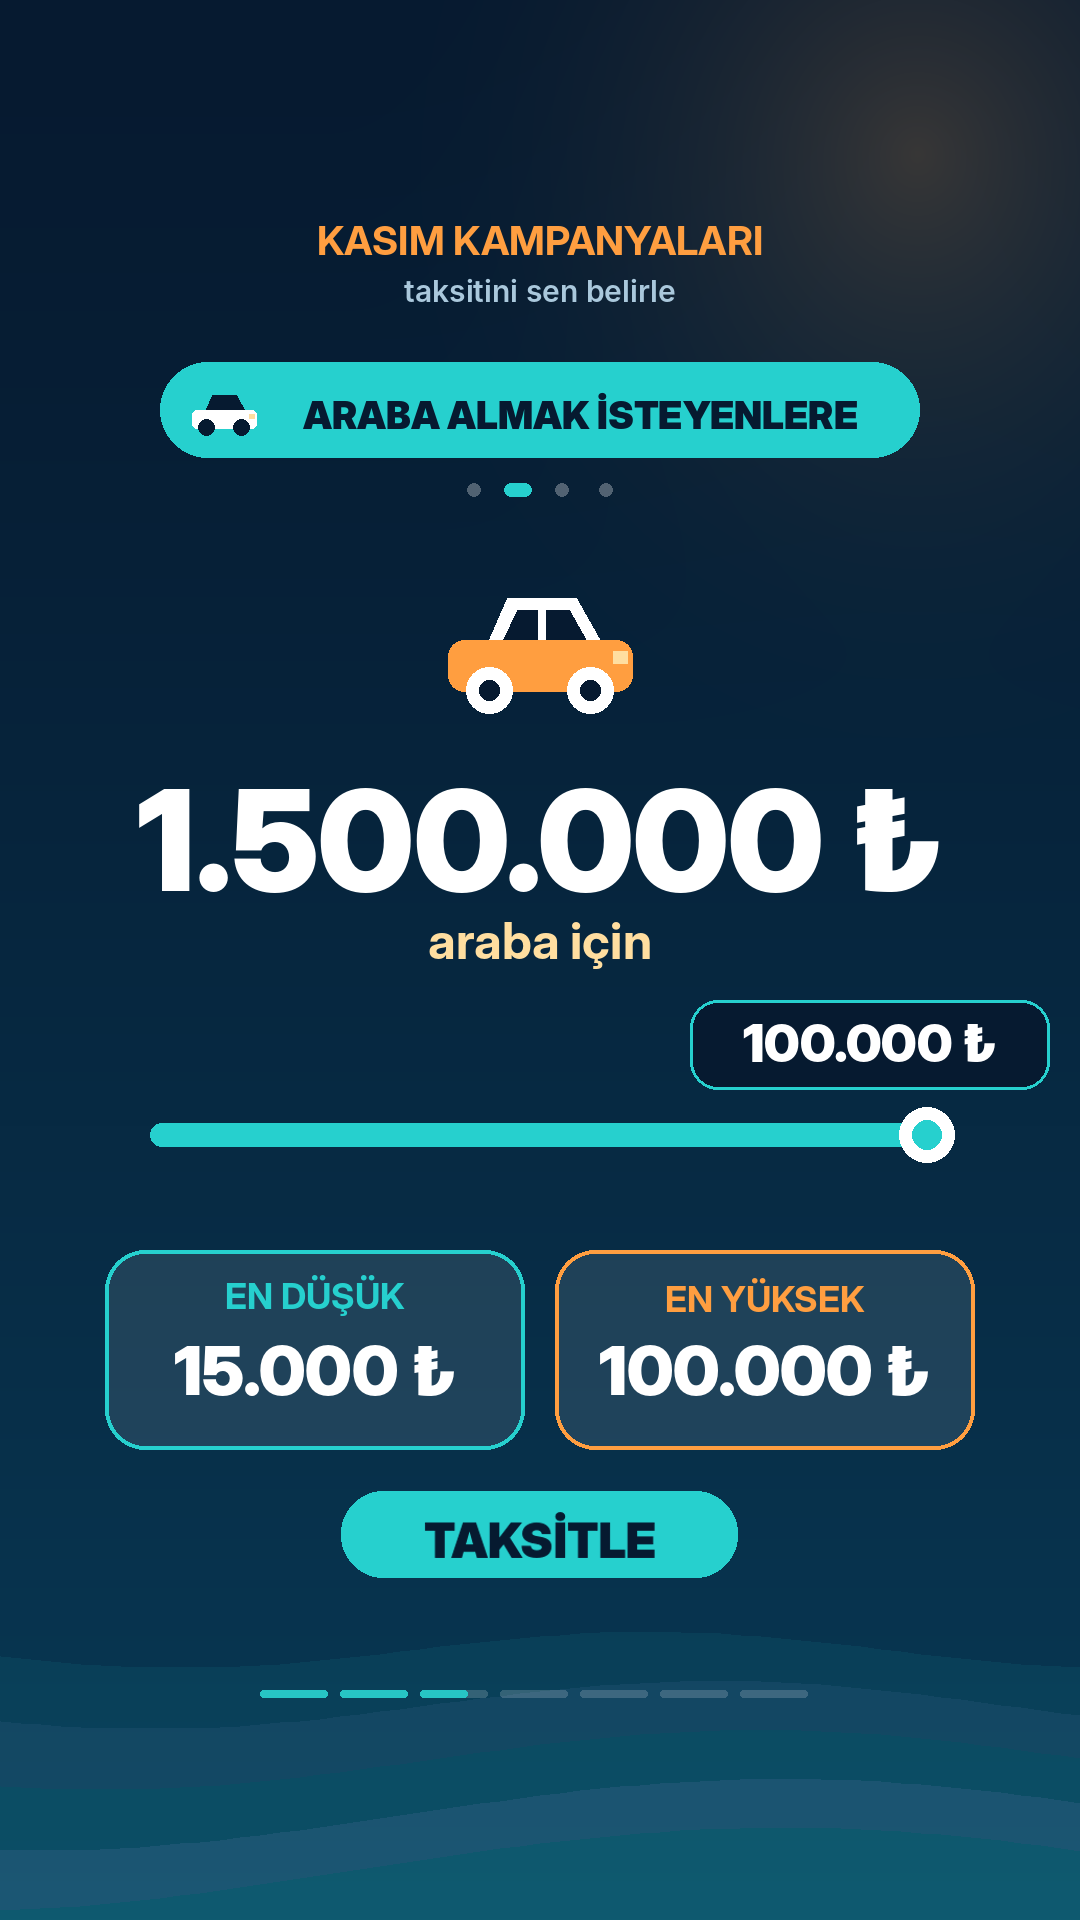 KASIM KAMPANYALARI
taksitini sen belirle
ARABA ALMAK İSTEYENLERE
1.500.000 ₺
araba için
100.000 ₺
EN DÜŞÜK
15.000 ₺
EN YÜKSEK
100.000 ₺
TAKSİTLE